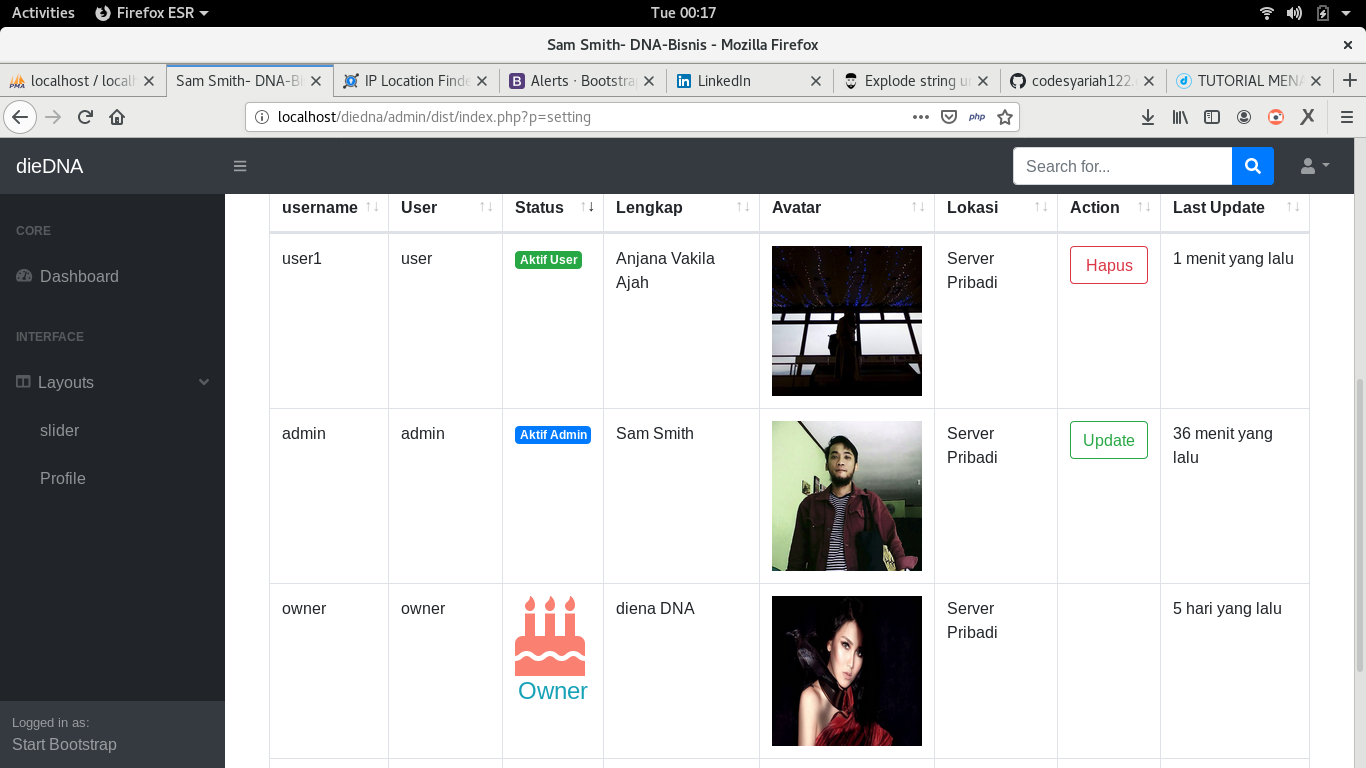 Activities Firefox ESR Tue 00:17
Sam Smith- DNA-Bisnis - Mozilla Firefox
localhost / localh Sam Smith- DNA-Bi IP Location Finde Alerts · Bootstra LinkedIn Explode string u codesyariah122 TUTORIAL MENA
localhost/diedna/admin/dist/index.php?p=setting php
dieDNA Search for...
username User Status Lengkap Avatar Lokasi Action Last Update
CORE
Dashboard
INTERFACE
Layouts
slider
Profile
Logged in as:
Start Bootstrap
user1 user Aktif User Anjana Vakila Server Hapus 1 menit yang lalu
Ajah Pribadi
admin admin Aktif Admin Sam Smith Server Update 36 menit yang
Pribadi lalu
owner owner diena DNA Server 5 hari yang lalu
Pribadi
Owner